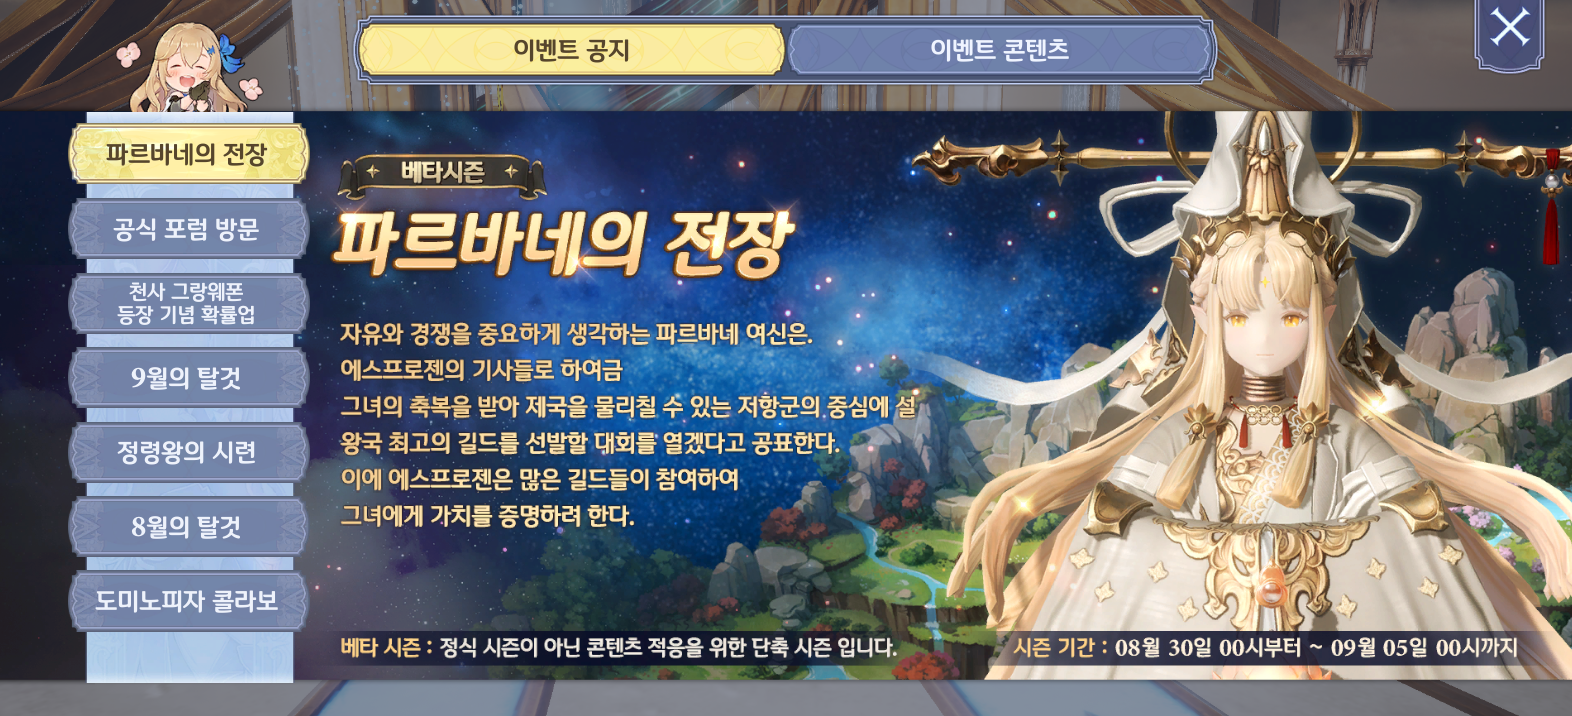 이벤트 공지
이벤트 콘텐츠
파르바네의 전장
공식 포럼 방문
천사 그랑웨폰
등장 기념 확률업
9월의 탈것
정령왕의 시련
8월의 탈것
도미노피자 콜라보
베타시즌
파르바네의 전장
자유와 경쟁을 중요하게 생각하는 파르바네 여신은.
에스프로젠의 기사들로 하여금
그녀의 축복을 받아 제국을 물리칠 수 있는 저항군의 중심에 설
왕국 최고의 길드를 선발할 대회를 열겠다고 공표한다.
이에 에스프로젠은 많은 길드들이 참여하여
그녀에게 가치를 증명하려 한다.
베타 시즌 : 정식 시즌이 아닌 콘텐츠 적응을 위한 단축 시즌 입니다.
시즌 기간 : 08월 30일 00시부터 ~ 09월 05일 00시까지